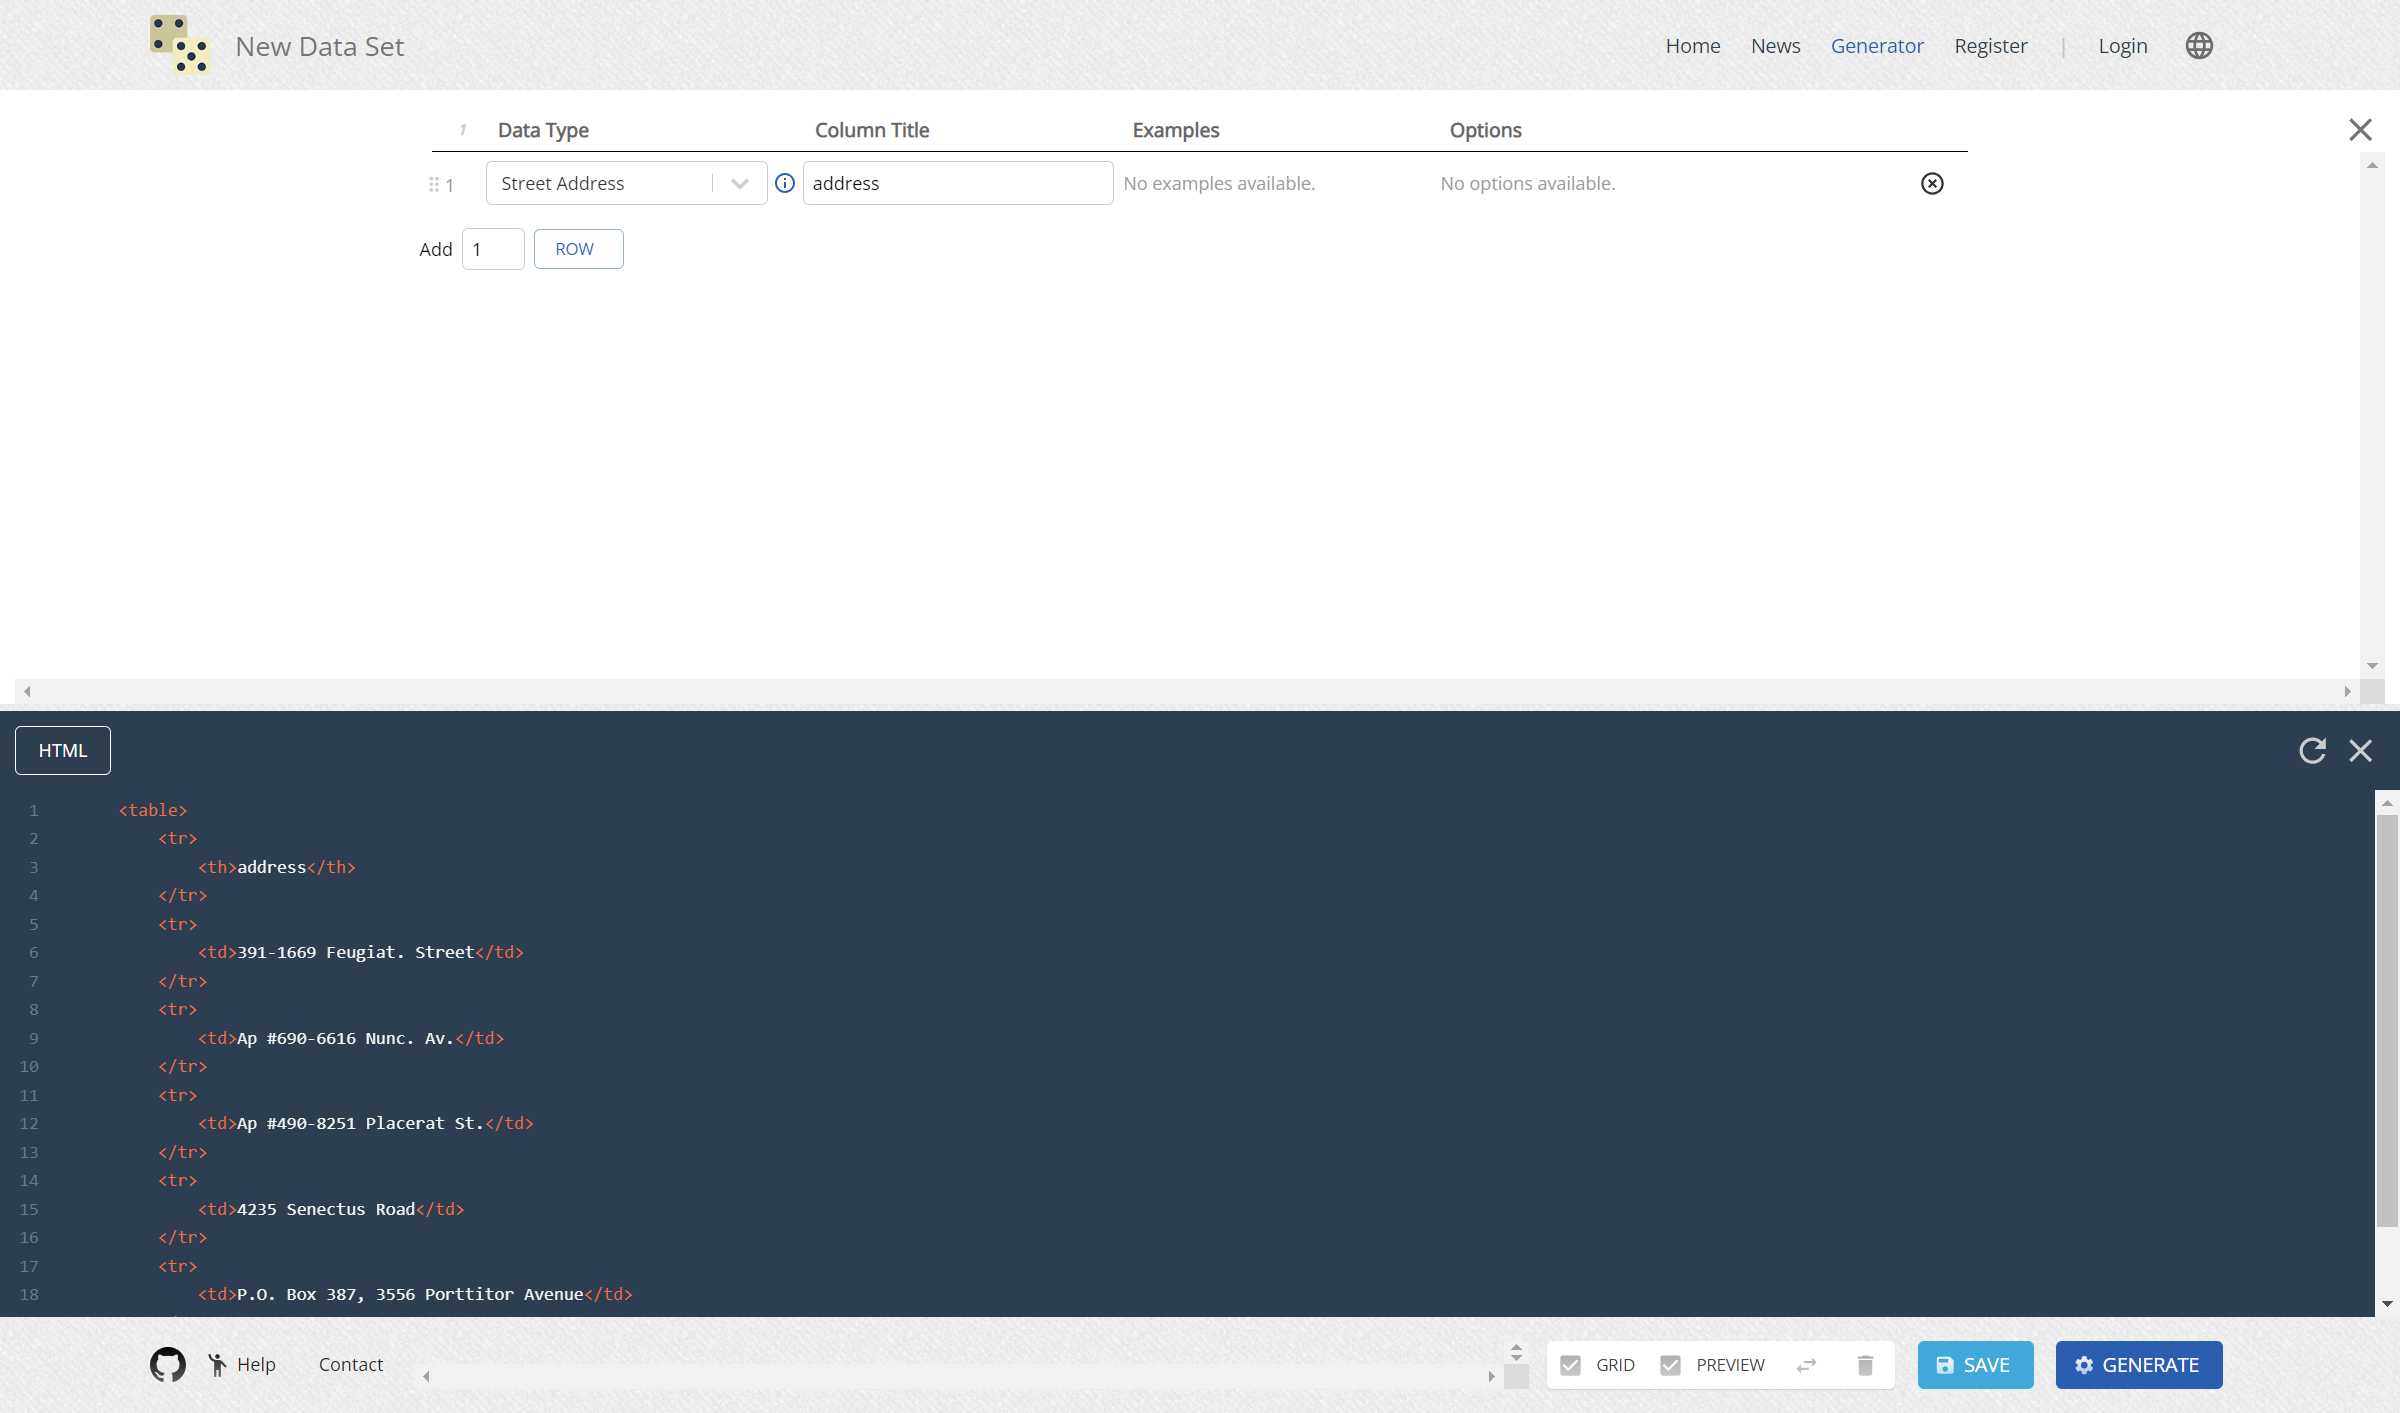 New Data Set
Home News Generator Register | Login
1 Data Type Column Title Examples Options
1 Street Address address No examples available. No options available.
Add 1 ROW
HTML
1 <table>
2 <tr>
3 <th>address</th>
4 </tr>
5 <tr>
6 <td>391-1669 Feugiat. Street</td>
7 </tr>
8 <tr>
9 <td>Ap #690-6616 Nunc. Av.</td>
10 </tr>
11 <tr>
12 <td>Ap #490-8251 Placerat St.</td>
13 </tr>
14 <tr>
15 <td>4235 Senectus Road</td>
16 </tr>
17 <tr>
18 <td>P.O. Box 387, 3556 Porttitor Avenue</td>
Help Contact GRID PREVIEW SAVE GENERATE